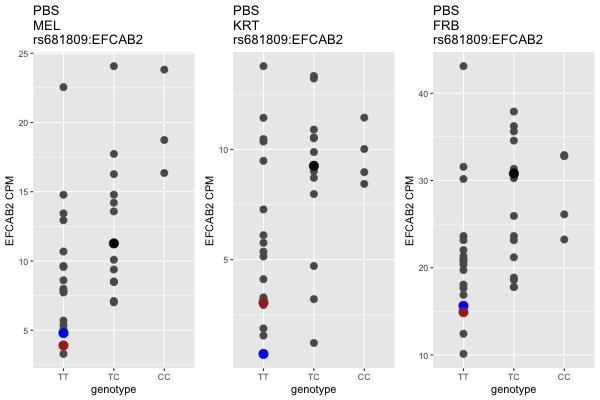 PBS
MEL
rs681809:EFCAB2
25
20
15
10
5
EFCAB2 CPM
TT TC CC
genotype
PBS
KRT
rs681809:EFCAB2
10
5
EFCAB2 CPM
TT TC CC
genotype
PBS
FRB
rs681809:EFCAB2
40
30
20
10
EFCAB2 CPM
TT TC CC
genotype